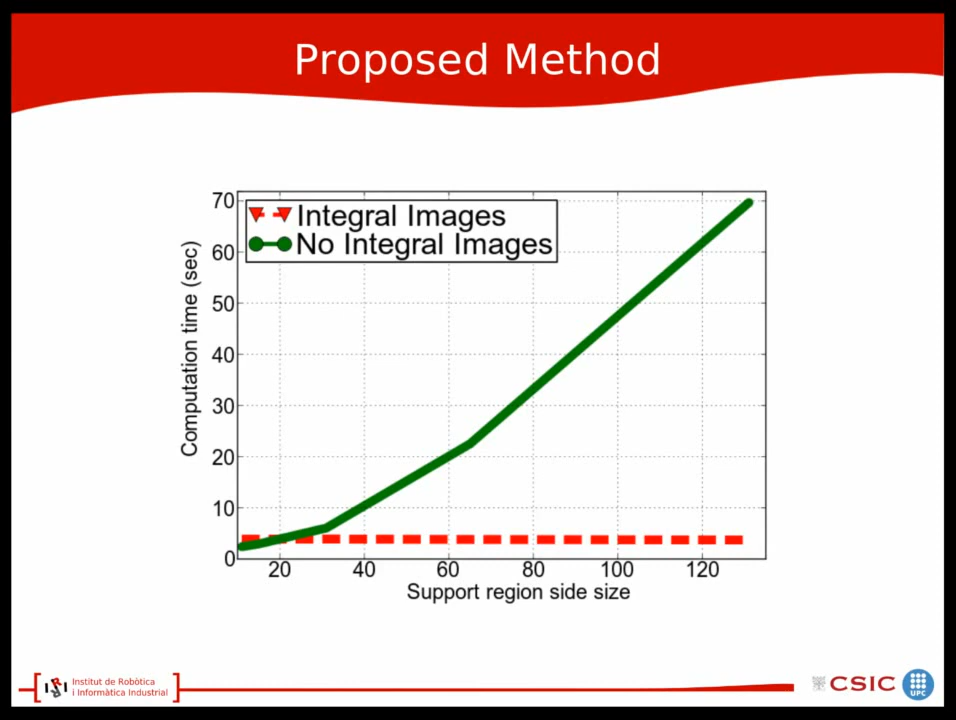 Proposed Method
70
60
50
40
30
20
10
0
Computation time (sec)
Integral Images
No Integral Images
20 40 60 80 100 120
Support region side size
IRI
Institut de Robòtica
i Informàtica Industrial
CSIC
UPC